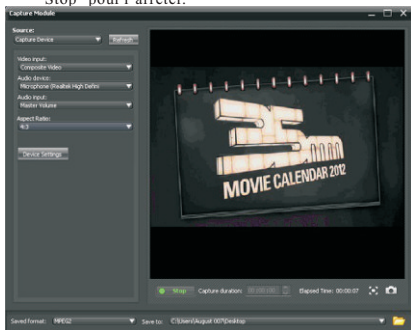 "Stop" pour l'arrêter.
Capture Module
Source:
Capture Device
Refresh
Video input:
Composite Video
Audio device:
Microphone (Realtek High Defini
Audio input:
Master Volume
Aspect Ratio:
4:3
Device Settings
35mm
MOVIE CALENDAR 2012
Stop
Capture duration:
Elapsed Time: 00:00:07
Saved format: MPEG2
Save to: C:\Users\August 007\Desktop